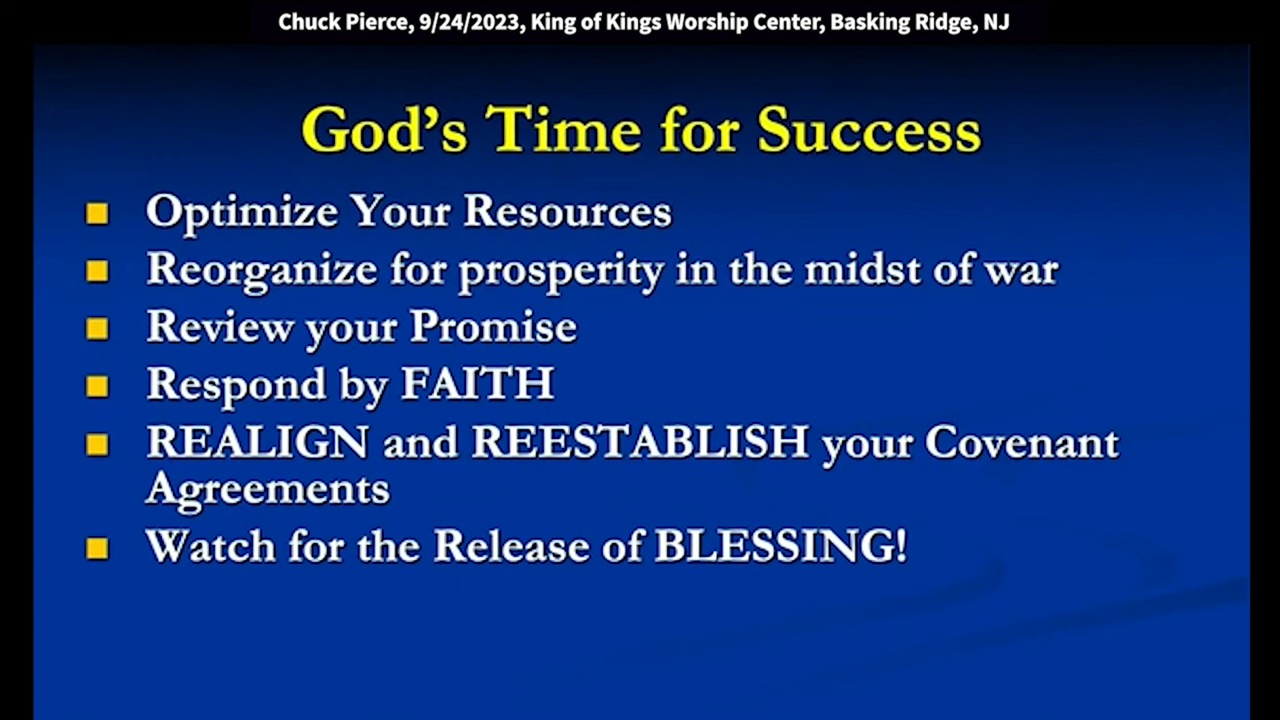 Chuck Pierce, 9/24/2023, King of Kings Worship Center, Basking Ridge, NJ
God’s Time for Success
Optimize Your Resources
Reorganize for prosperity in the midst of war
Review your Promise
Respond by FAITH
REALIGN and REESTABLISH your Covenant
Agreements
Watch for the Release of BLESSING!